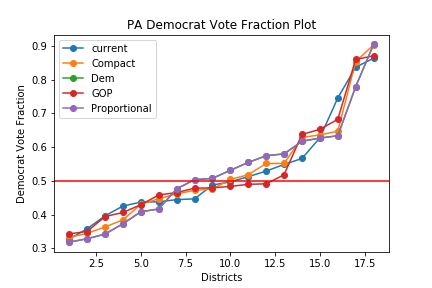 PA Democrat Vote Fraction Plot
current
Compact
Dem
GOP
Proportional
Democrat Vote Fraction
0.9
0.8
0.7
0.6
0.5
0.4
0.3
2.5 5.0 7.5 10.0 12.5 15.0 17.5
Districts